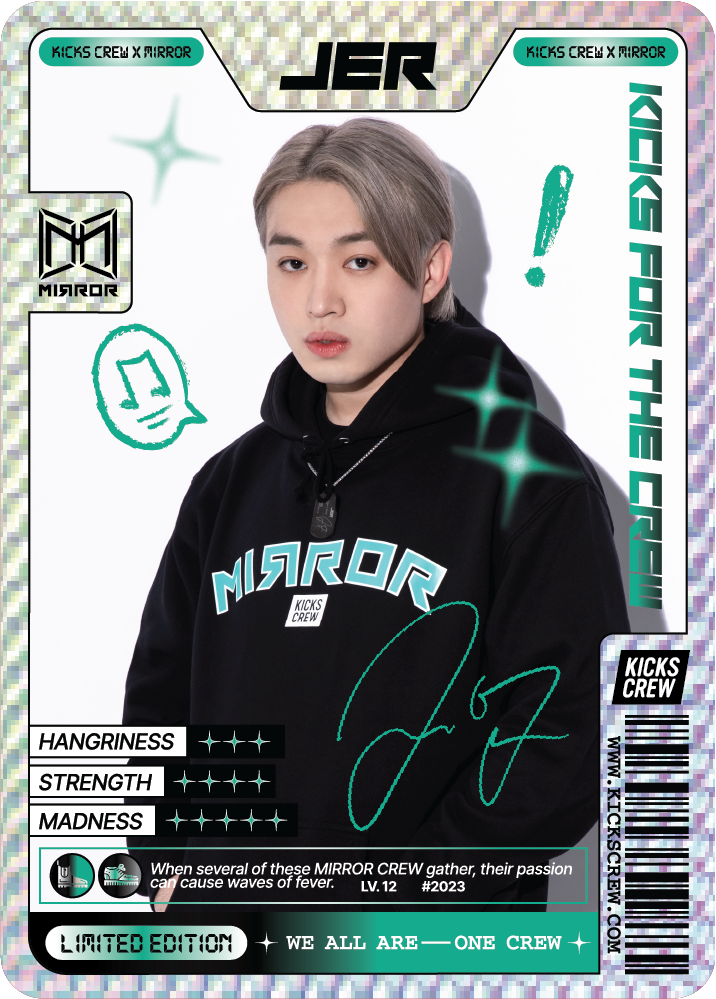 KICKS CREW X MIRROR
JER
KICKS CREW X MIRROR
KICKS FOR THE CREW
MIЯROR
MIЯROR
KICKS
CREW
KICKS
CREW
HANGRINESS
STRENGTH
MADNESS
WWW.KICKSCREW.COM
When several of these MIRROR CREW gather, their passion
can cause waves of fever. LV. 12 #2023
LIMITED EDITION WE ALL ARE — ONE CREW